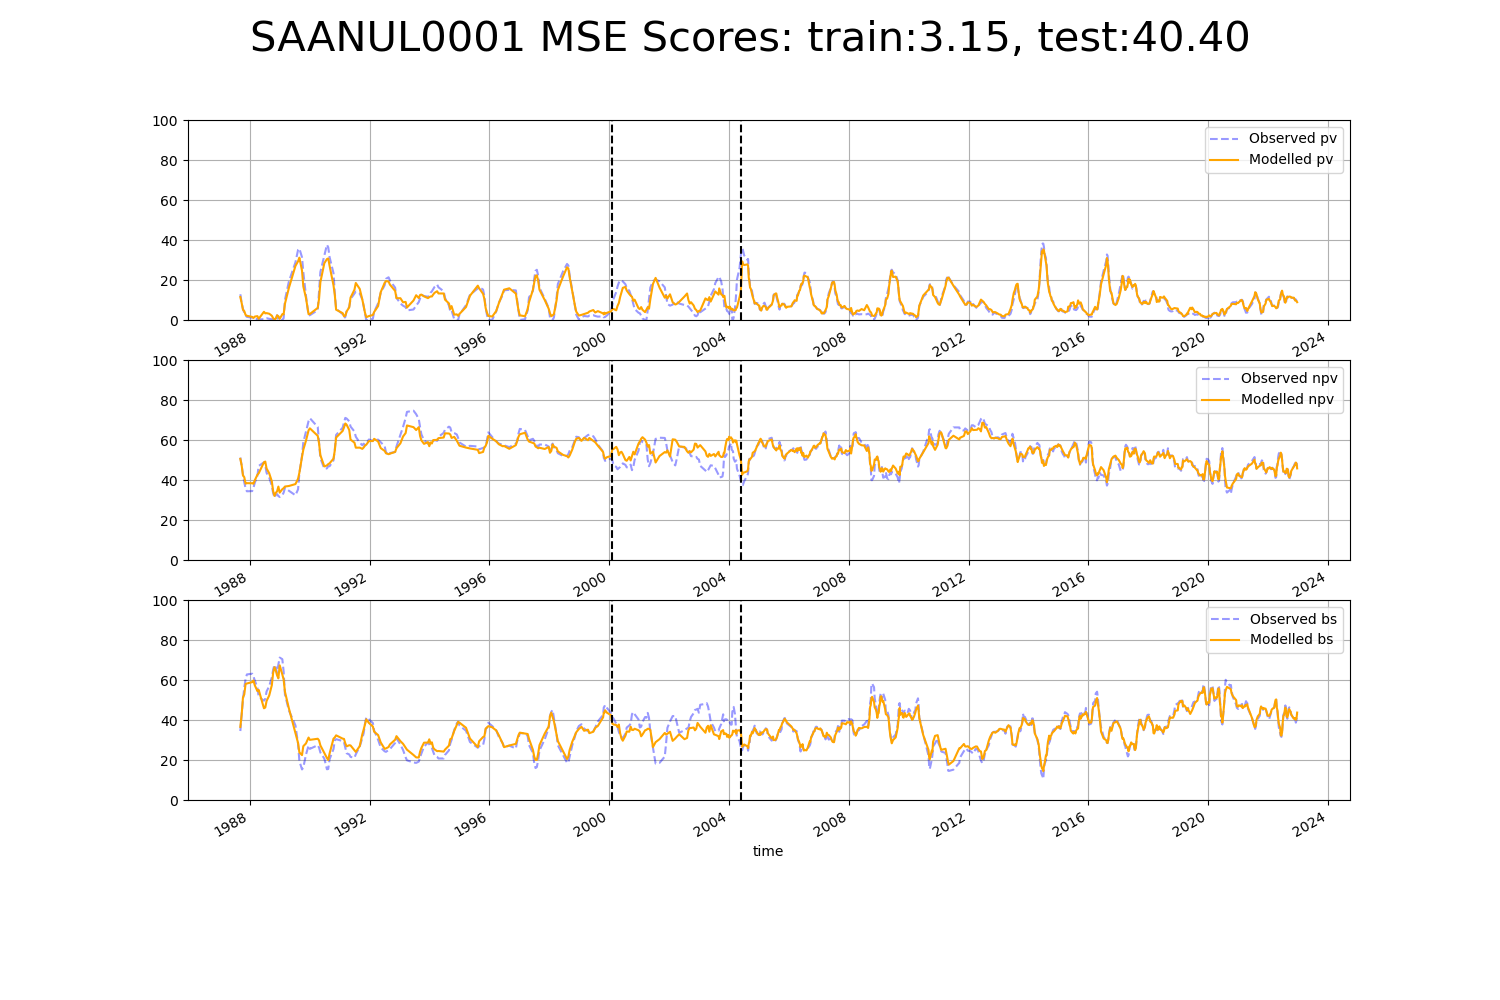 SAANUL0001 MSE Scores: train:3.15, test:40.40
100
80
60
40
20
0
Observed pv
Modelled pv
1988 1992 1996 2000 2004 2008 2012 2016 2020 2024
100
80
60
40
20
0
Observed npv
Modelled npv
1988 1992 1996 2000 2004 2008 2012 2016 2020 2024
100
80
60
40
20
0
Observed bs
Modelled bs
1988 1992 1996 2000 2004 2008 2012 2016 2020 2024
time